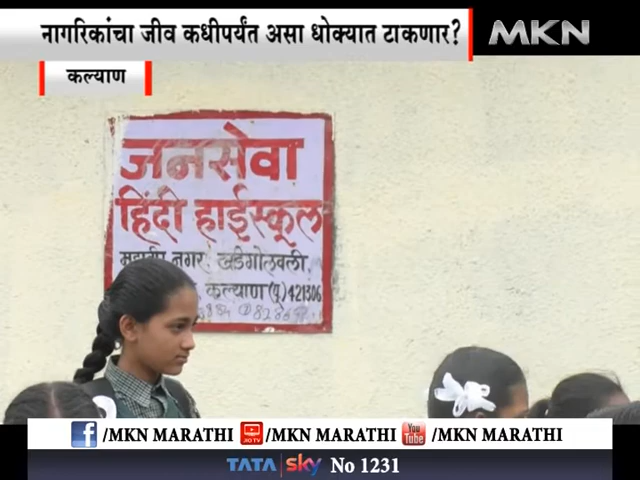 नागरिकांचा जीव कधीपर्यंत असा धोक्यात टाकणार?
MKN
कल्याण
जनसेवा
हिंदी हाईस्कूल
नगर, खडेगोलवली,
कल्याण (पु) 421306
/MKN MARATHI /MKN MARATHI /MKN MARATHI
TATA sky No 1231